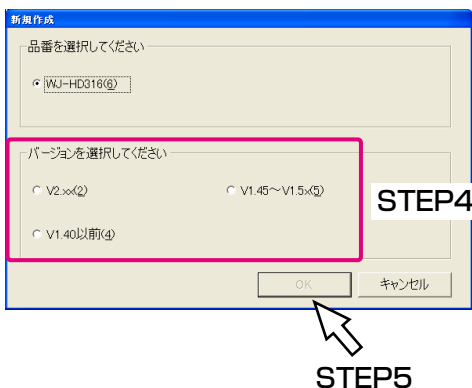 新規作成
品番を選択してください
WJ-HD316(6)
バージョンを選択してください
V2.xx(2)
V1.45～V1.5x(5)
STEP4
V1.40以前(4)
OK
キャンセル
STEP5